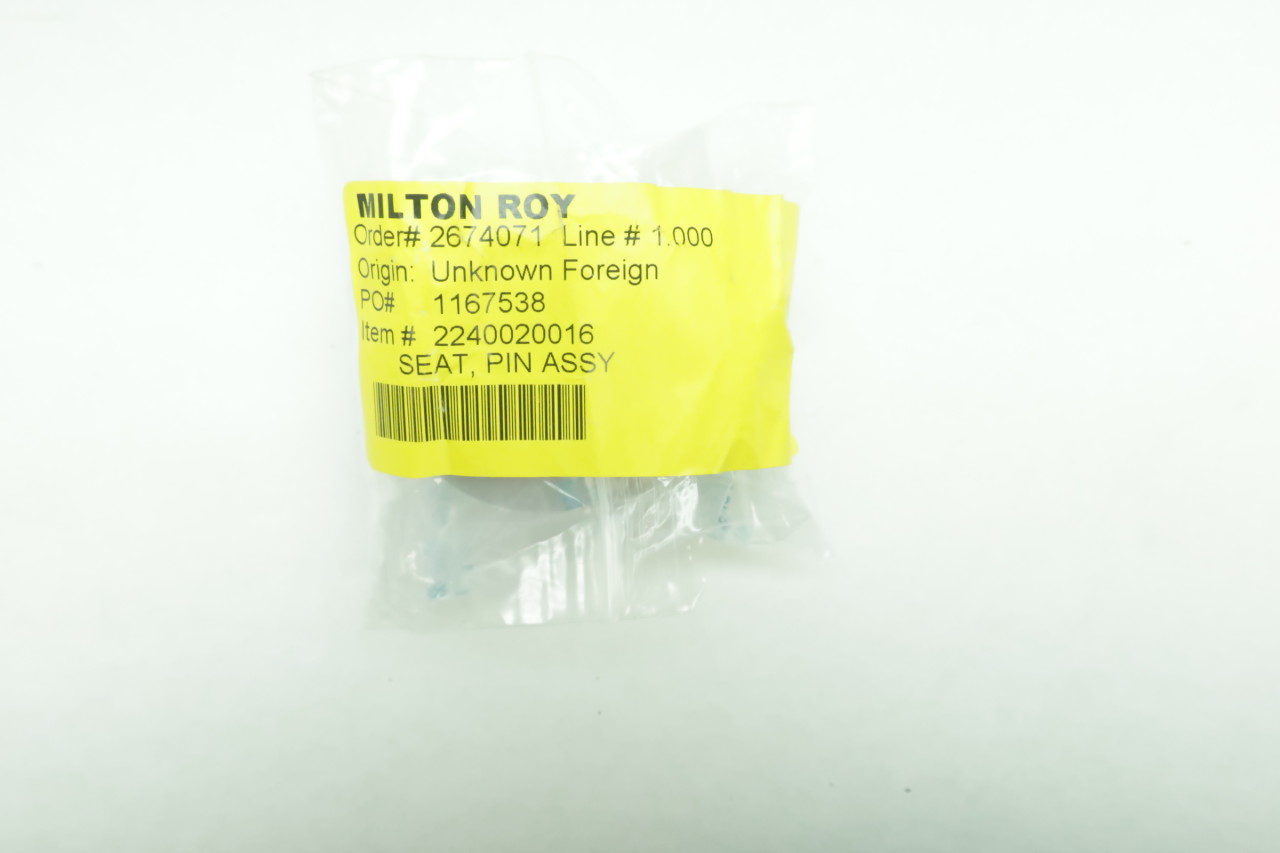 MILTON ROY
Order# 2674071 Line # 1.000
Origin: Unknown Foreign
PO# 1167538
Item # 2240020016
SEAT, PIN ASSY